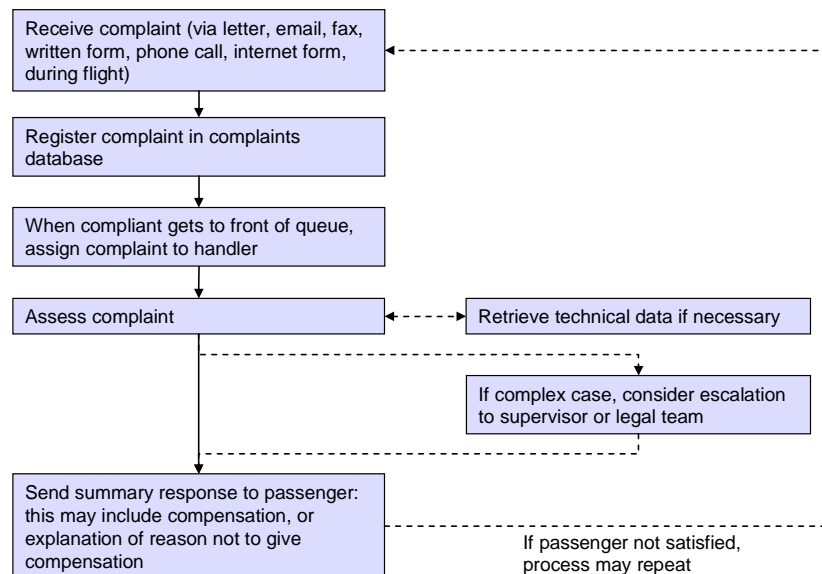 Receive complaint (via letter, email, fax,
written form, phone call, internet form,
during flight)
Register complaint in complaints
database
When compliant gets to front of queue,
assign complaint to handler
Assess complaint
Retrieve technical data if necessary
If complex case, consider escalation
to supervisor or legal team
Send summary response to passenger:
this may include compensation, or
explanation of reason not to give
compensation
If passenger not satisfied,
process may repeat